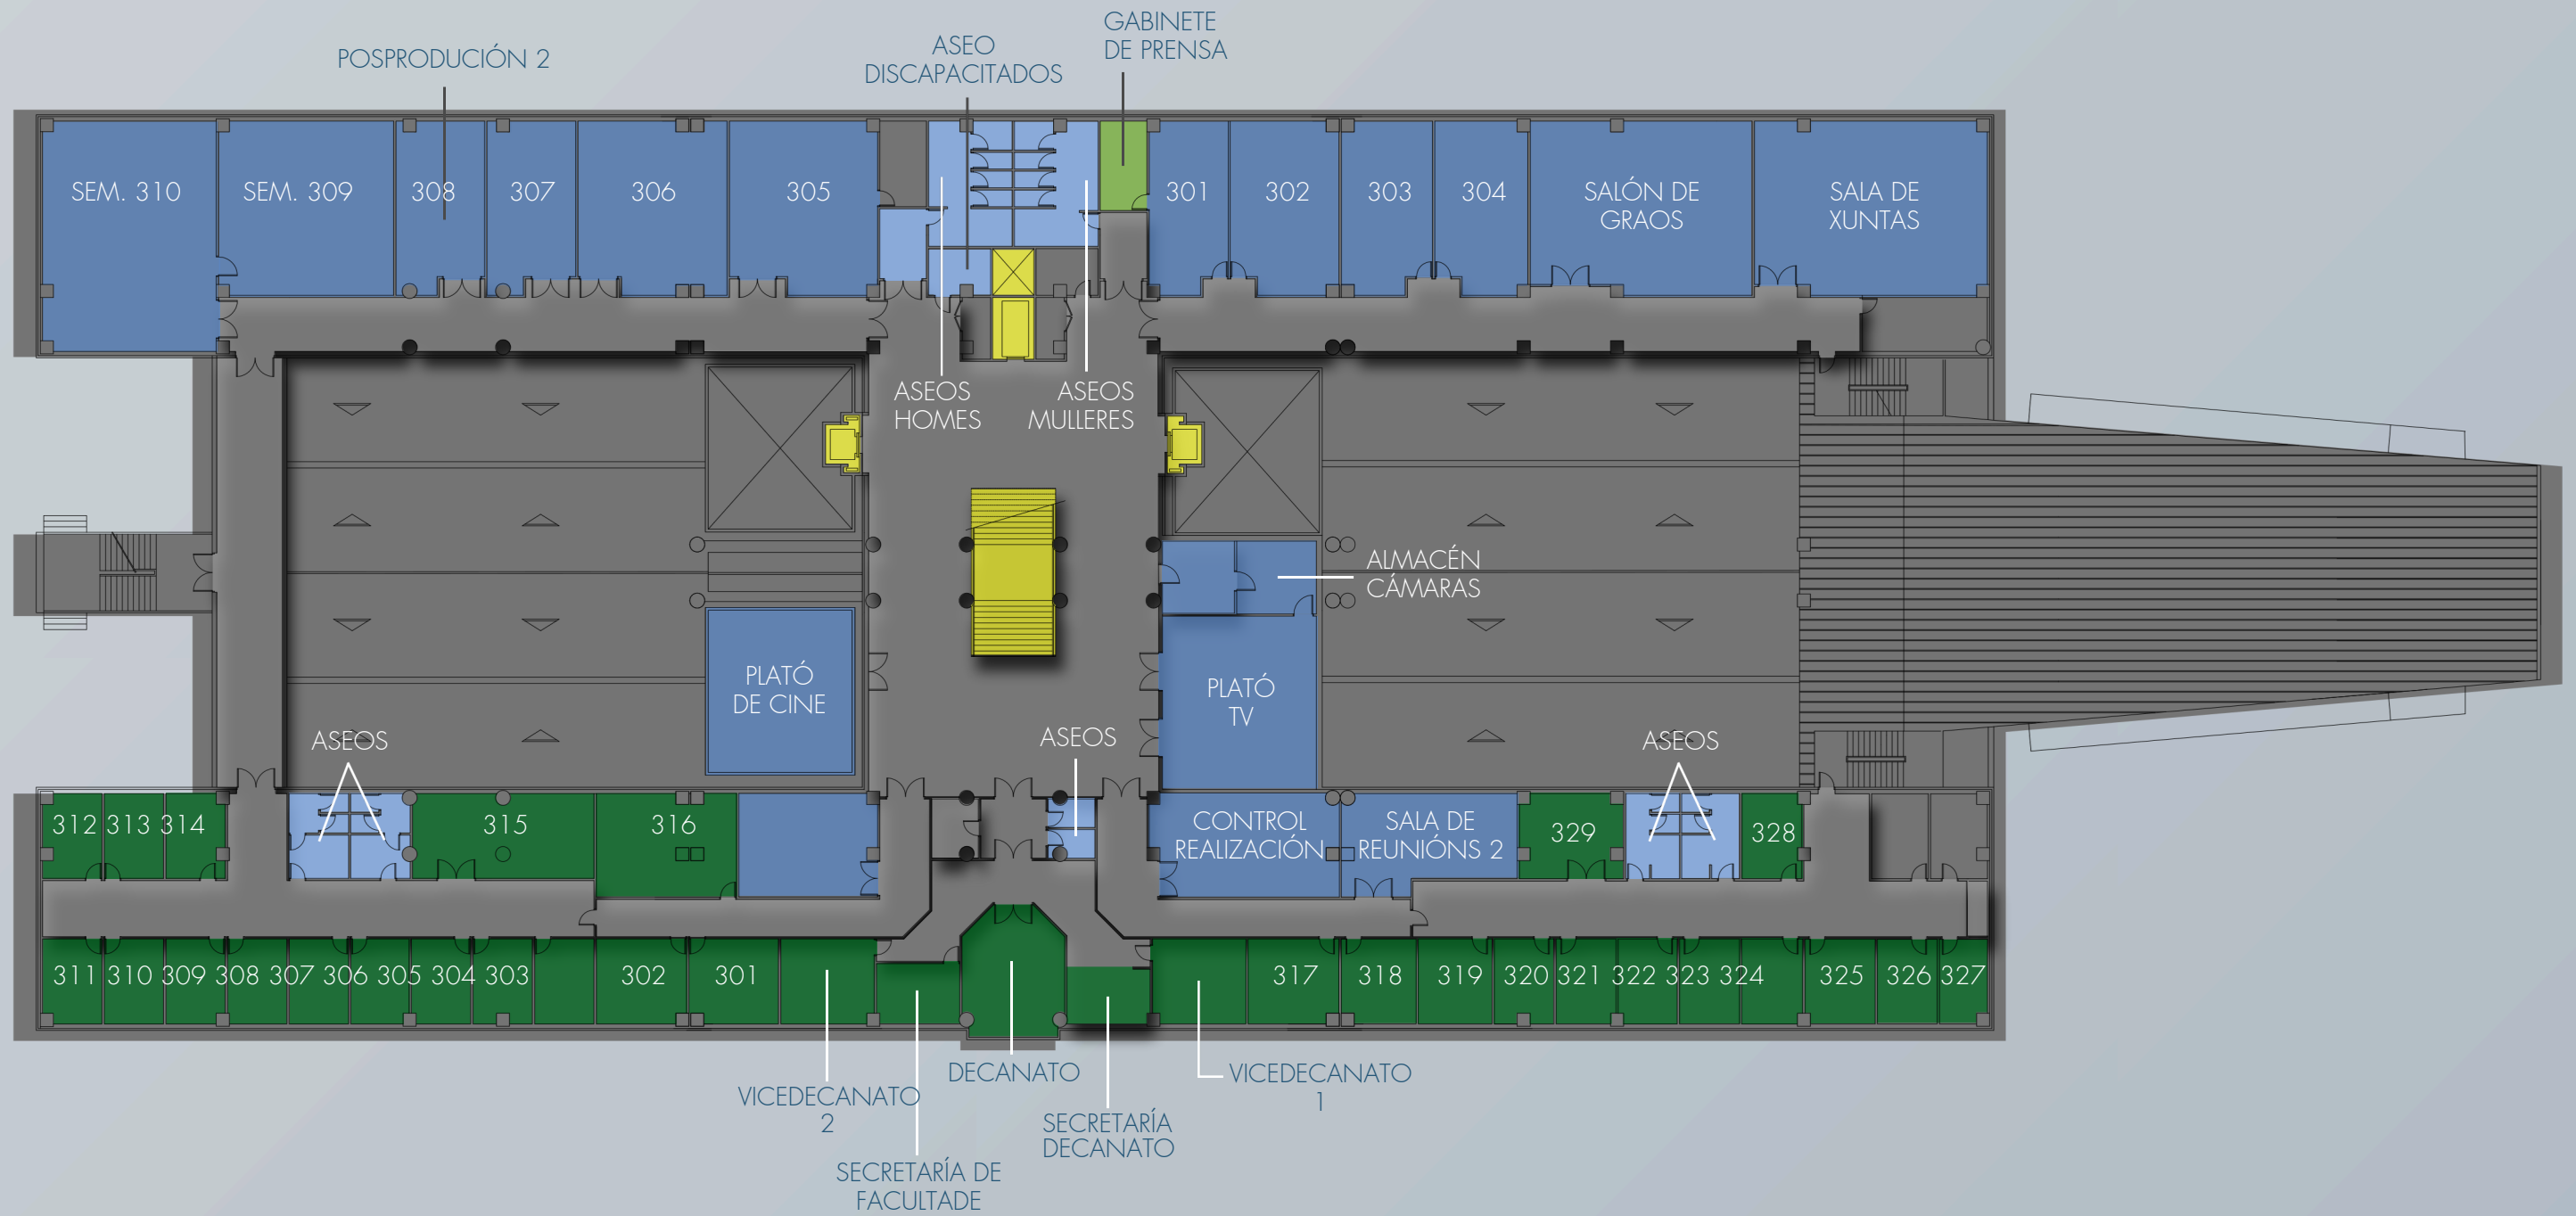 GABINETE
DE PRENSA
ASEO
DISCAPACITADOS
POSPRODUCIÓN 2
SEM. 310
SEM. 309
308
307
306
305
301
302
303
304
SALÓN DE
GRAOS
SALA DE
XUNTAS
ASEOS
HOMES
ASEOS
MULLERES
ALMACÉN
CÁMARAS
PLATÓ
DE CINE
PLATÓ
TV
ASEOS
ASEOS
ASEOS
312
313
314
315
316
CONTROL
REALIZACIÓN
SALA DE
REUNIÓNS 2
329
328
311
310
309
308
307
306
305
304
303
302
301
317
318
319
320
321
322
323
324
325
326
327
DECANATO
VICEDECANATO
1
VICEDECANATO
2
SECRETARÍA
DECANATO
SECRETARÍA DE
FACULTADE